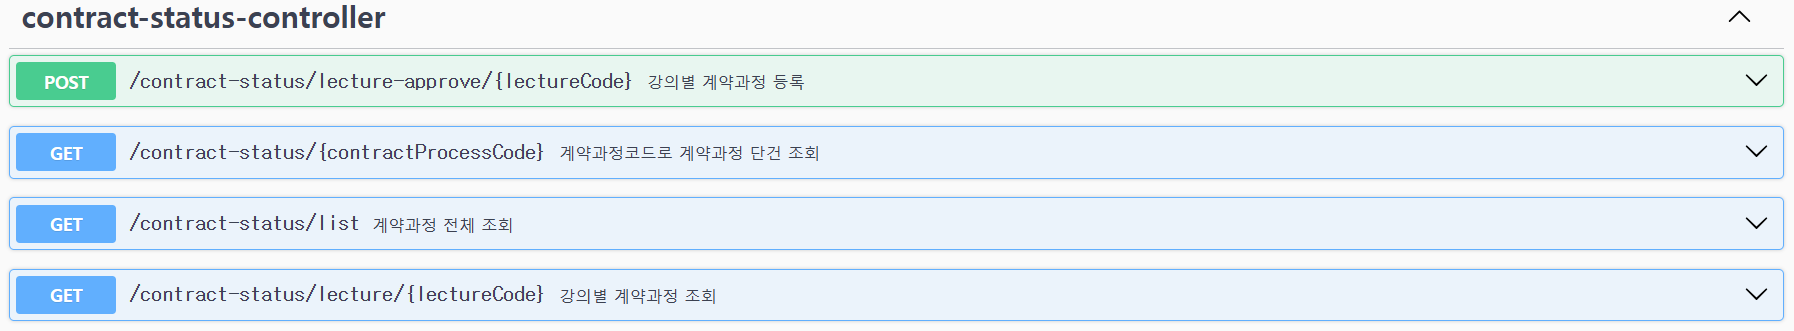 contract-status-controller
POST /contract-status/lecture-approve/{lectureCode} 강의별 계약과정 등록
GET /contract-status/{contractProcessCode} 계약과정코드로 계약과정 단건 조회
GET /contract-status/list 계약과정 전체 조회
GET /contract-status/lecture/{lectureCode} 강의별 계약과정 조회